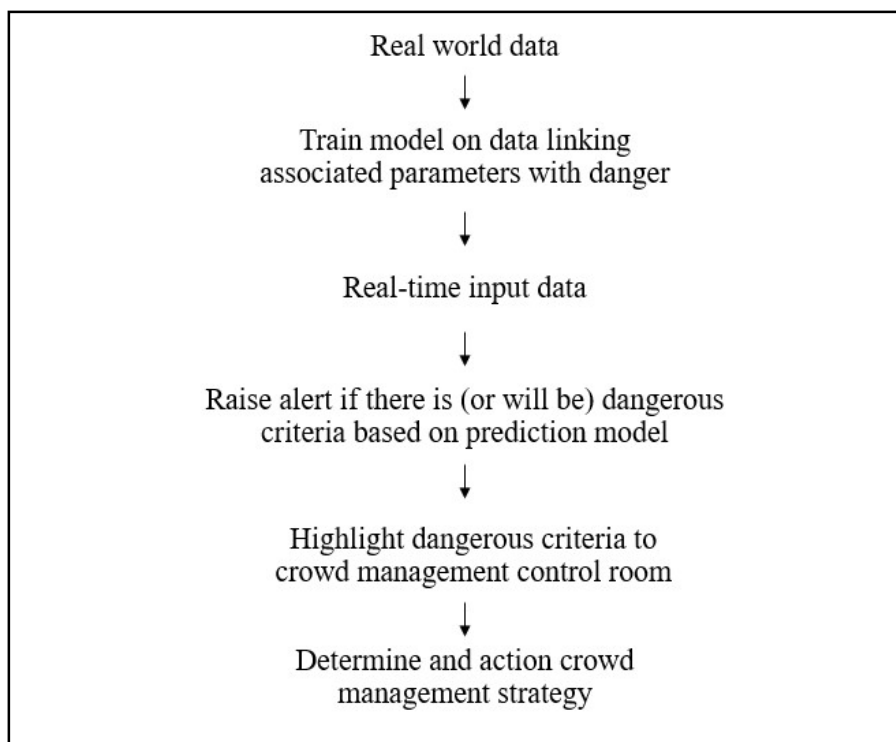 Real world data
Train model on data linking
associated parameters with danger
Real-time input data
Raise alert if there is (or will be) dangerous
criteria based on prediction model
Highlight dangerous criteria to
crowd management control room
Determine and action crowd
management strategy